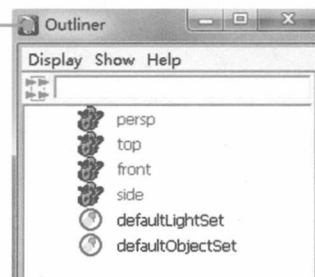 Outliner
Display Show Help
persp
top
front
side
defaultLightSet
defaultObjectSet